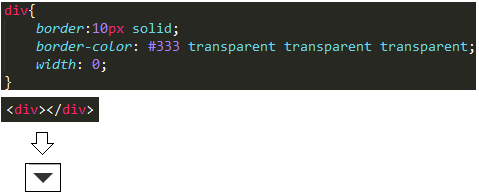 div{
border:10px solid;
border-color: #333 transparent transparent transparent;
width: 0;
}
<div></div>